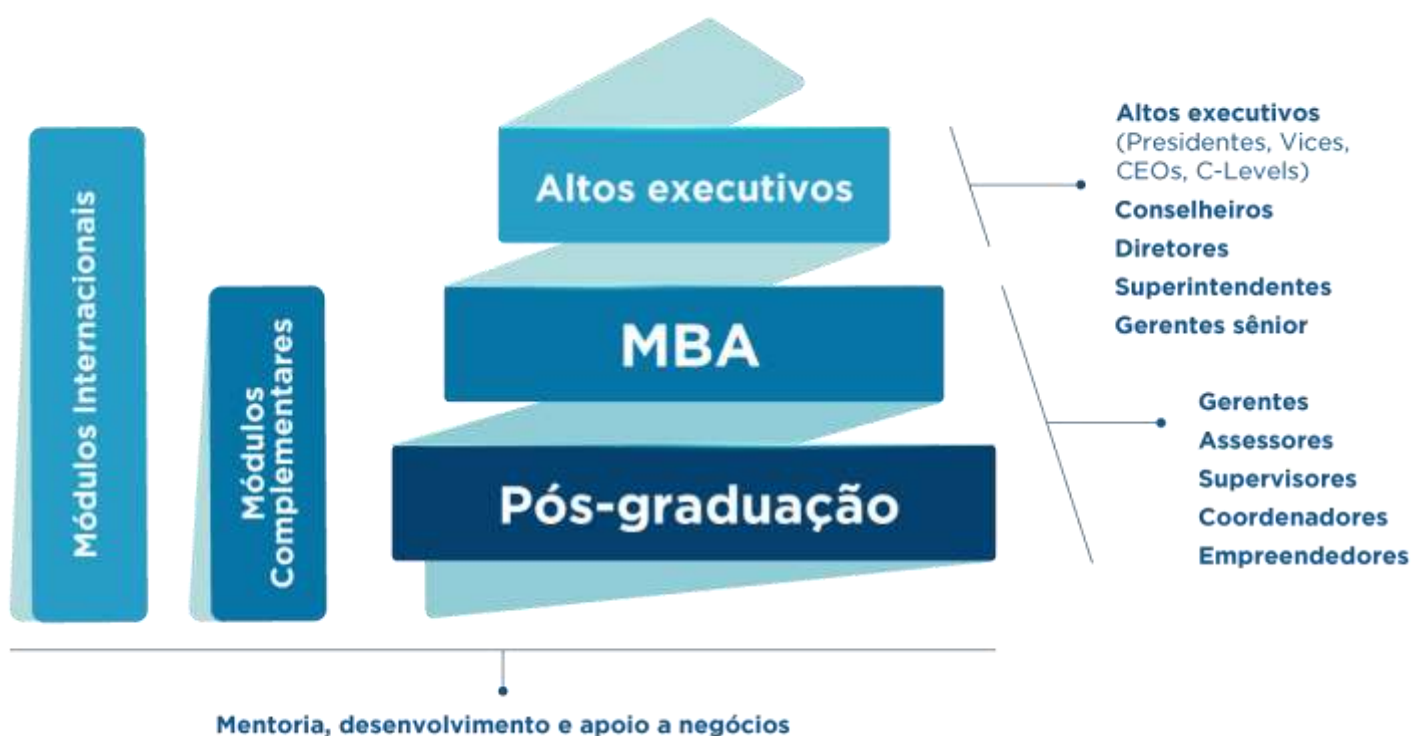 Módulos Internacionais
Módulos
Complementares
Altos executivos
MBA
Pós-graduação
Altos executivos
(Presidentes, Vices,
CEOs, C-Levels)
Conselheiros
Diretores
Superintendentes
Gerentes sênior
Gerentes
Assessores
Supervisores
Coordenadores
Empreendedores
Mentoria, desenvolvimento e apoio a negócios